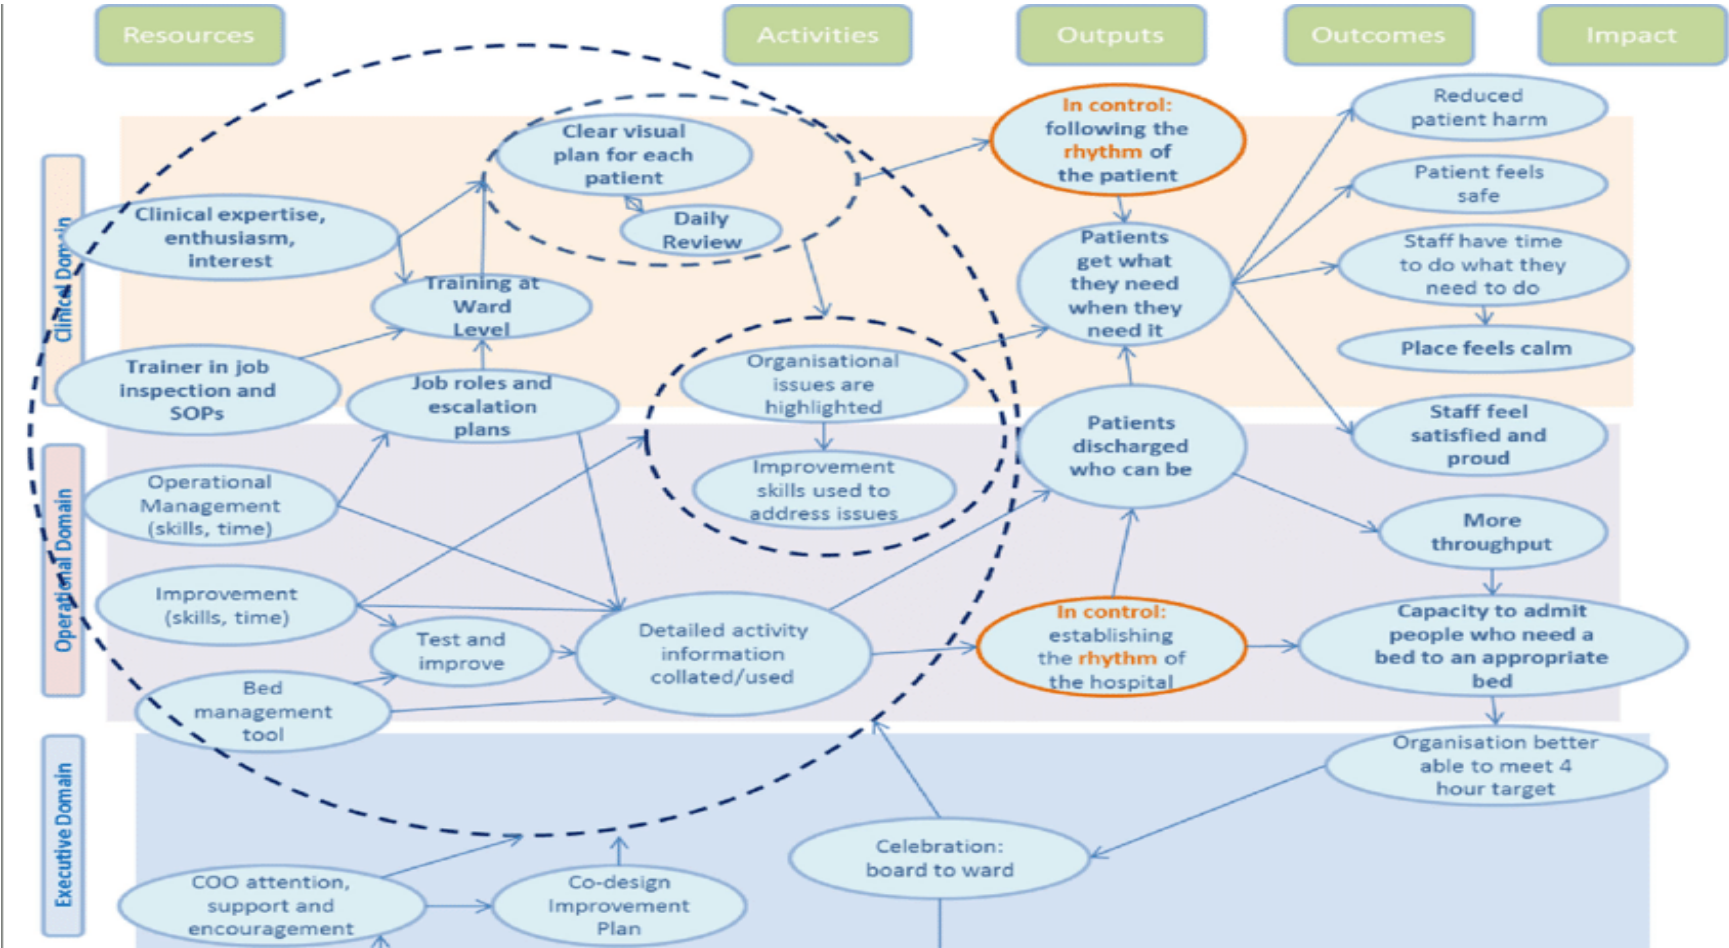 Resources
Activities
Outputs
Outcomes
Impact
Clinical Domain
Operational Domain
Executive Domain
Clear visual
plan for each
patient
Daily
Review
Clinical expertise,
enthusiasm,
interest
Training at
Ward
Level
Trainer in job
inspection and
SOPs
Job roles and
escalation
plans
Organisational
issues are
highlighted
Improvement
skills used to
address issues
Operational
Management
(skills, time)
Improvement
(skills, time)
Test and
improve
Bed
management
tool
Detailed activity
information
collated/used
In control:
following the
rhythm of
the patient
Patients
get what
they need
when they
need it
Patients
discharged
who can be
In control:
establishing
the rhythm of
the hospital
Reduced
patient harm
Patient feels
safe
Staff have time
to do what they
need to do
Place feels calm
Staff feel
satisfied and
proud
More
throughput
Capacity to admit
people who need a
bed to an appropriate
bed
Organisation better
able to meet 4
hour target
Celebration:
board to ward
COO attention,
support and
encouragement
Co-design
Improvement
Plan